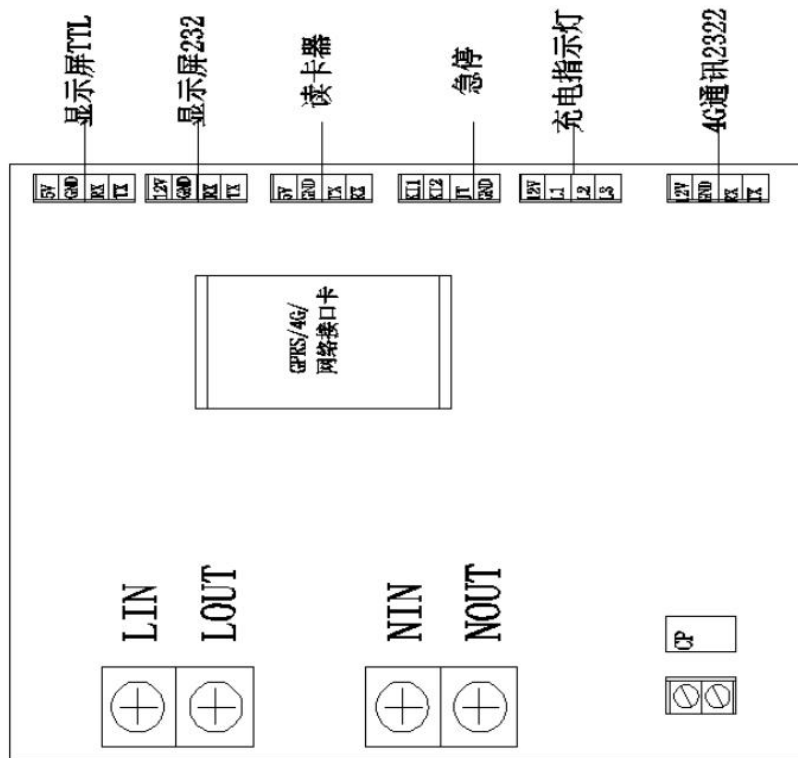 显示屏TTL
显示屏232
读卡器
急停
充电指示灯
4G通讯2322
5V
GND
RX
TX
12V
GND
RX
TX
5V
GND
TX
RX
KI1
KI2
JT
GND
12V
L1
L2
L3
12V
GND
RX
TX
GPRS/4G/
网络接口卡
LIN
LOUT
NIN
NOUT
CP